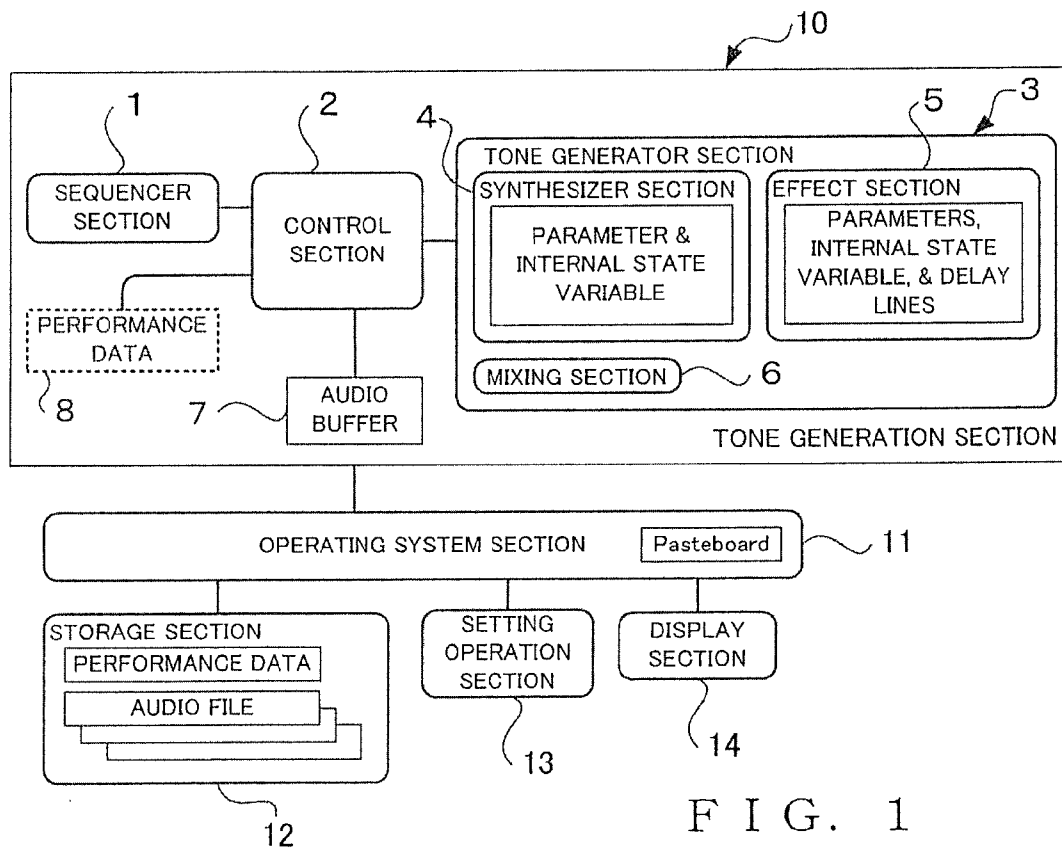 10
1
2
4
5
3
TONE GENERATOR SECTION
SEQUENCER
SECTION
CONTROL
SECTION
SYNTHESIZER SECTION
PARAMETER &
INTERNAL STATE
VARIABLE
EFFECT SECTION
PARAMETERS,
INTERNAL STATE
VARIABLE, & DELAY
LINES
PERFORMANCE
DATA
8
7
AUDIO
BUFFER
MIXING SECTION
6
TONE GENERATION SECTION
OPERATING SYSTEM SECTION
Pasteboard
11
STORAGE SECTION
PERFORMANCE DATA
AUDIO FILE
12
SETTING
OPERATION
SECTION
13
DISPLAY
SECTION
14
FIG. 1